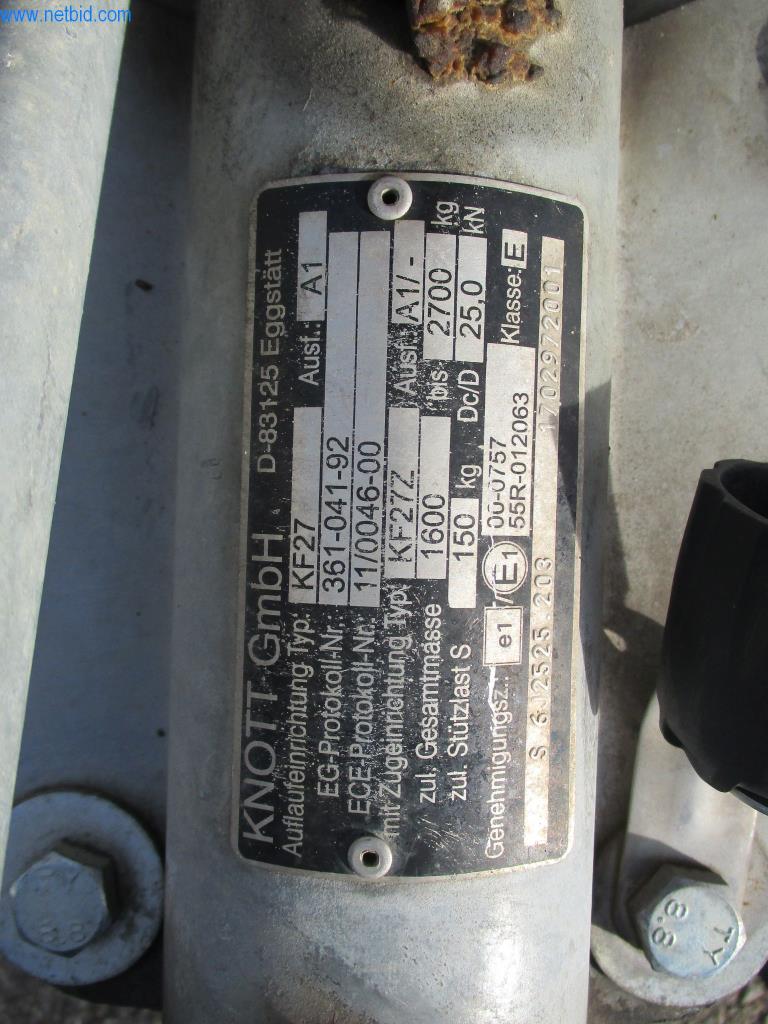 www.netbid.com
KNOTT GmbH D-83125 Eggstätt
Auflaufeinrichtung Typ: KF27 Ausf.: A1
EG-Protokoll-Nr.: 361-041-92
ECE-Protokoll-Nr.: 11/0046-00
mit Zugeinrichtung Typ: KF27Z Ausf.: A1/-
zul. Gesamtmasse 1600 bis 2700 kg
zul. Stützlast S 150 kg Dc/D 25,0 kN
Genehmigungsz.: e1 / E1 00-0757 Klasse: E
55R-012063
S 6J2525.203 1702972001
8.8
8.8
TY